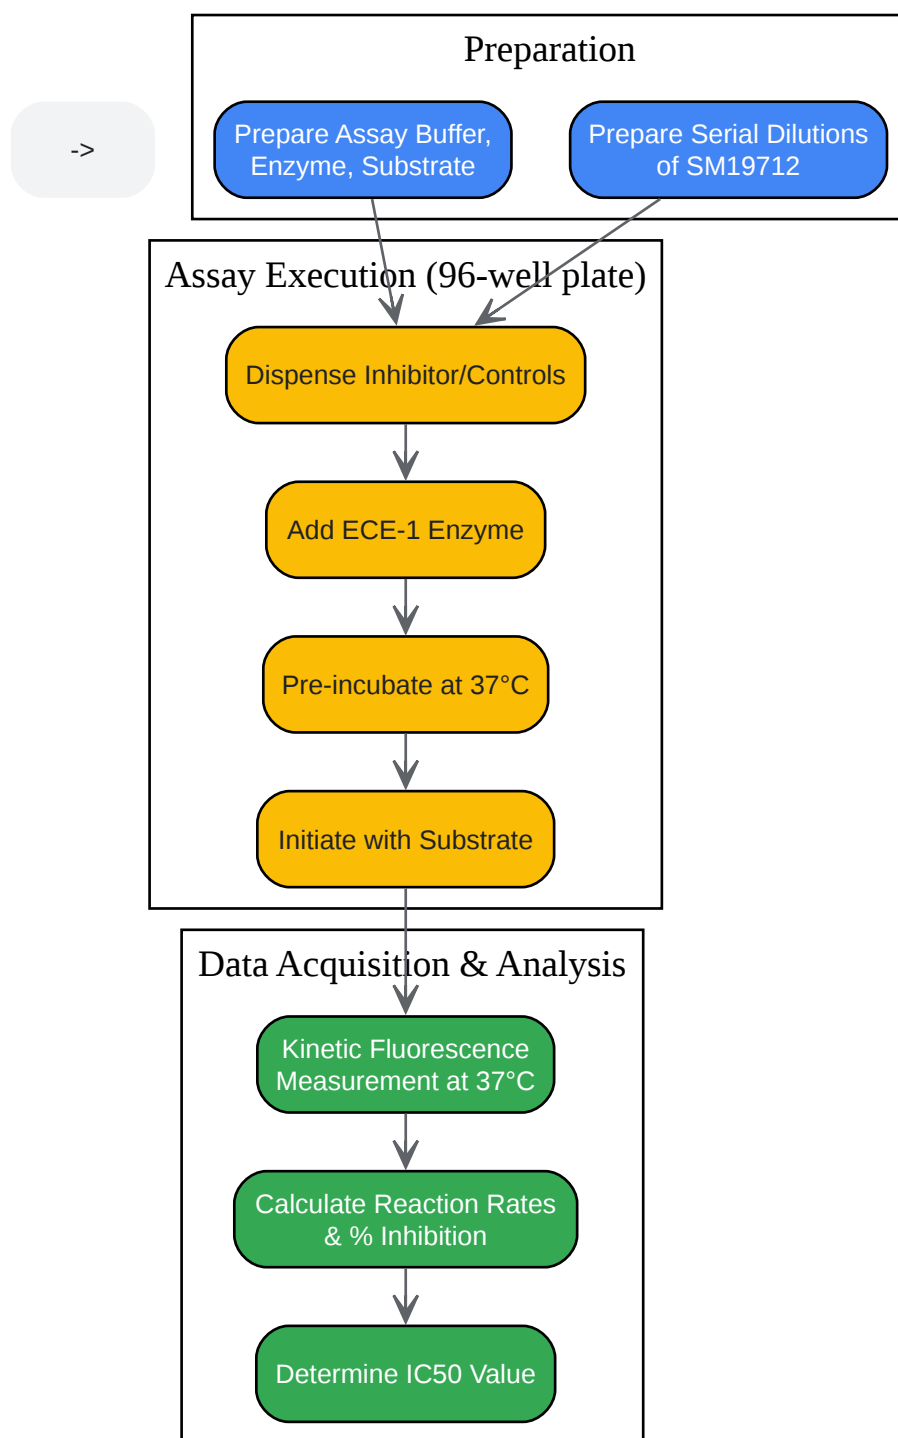 Preparation
->
Prepare Assay Buffer,
Enzyme, Substrate
Prepare Serial Dilutions
of SM19712
Assay Execution (96-well plate)
Dispense Inhibitor/Controls
Add ECE-1 Enzyme
Pre-incubate at 37°C
Initiate with Substrate
Data Acquisition & Analysis
Kinetic Fluorescence
Measurement at 37°C
Calculate Reaction Rates
& % Inhibition
Determine IC50 Value